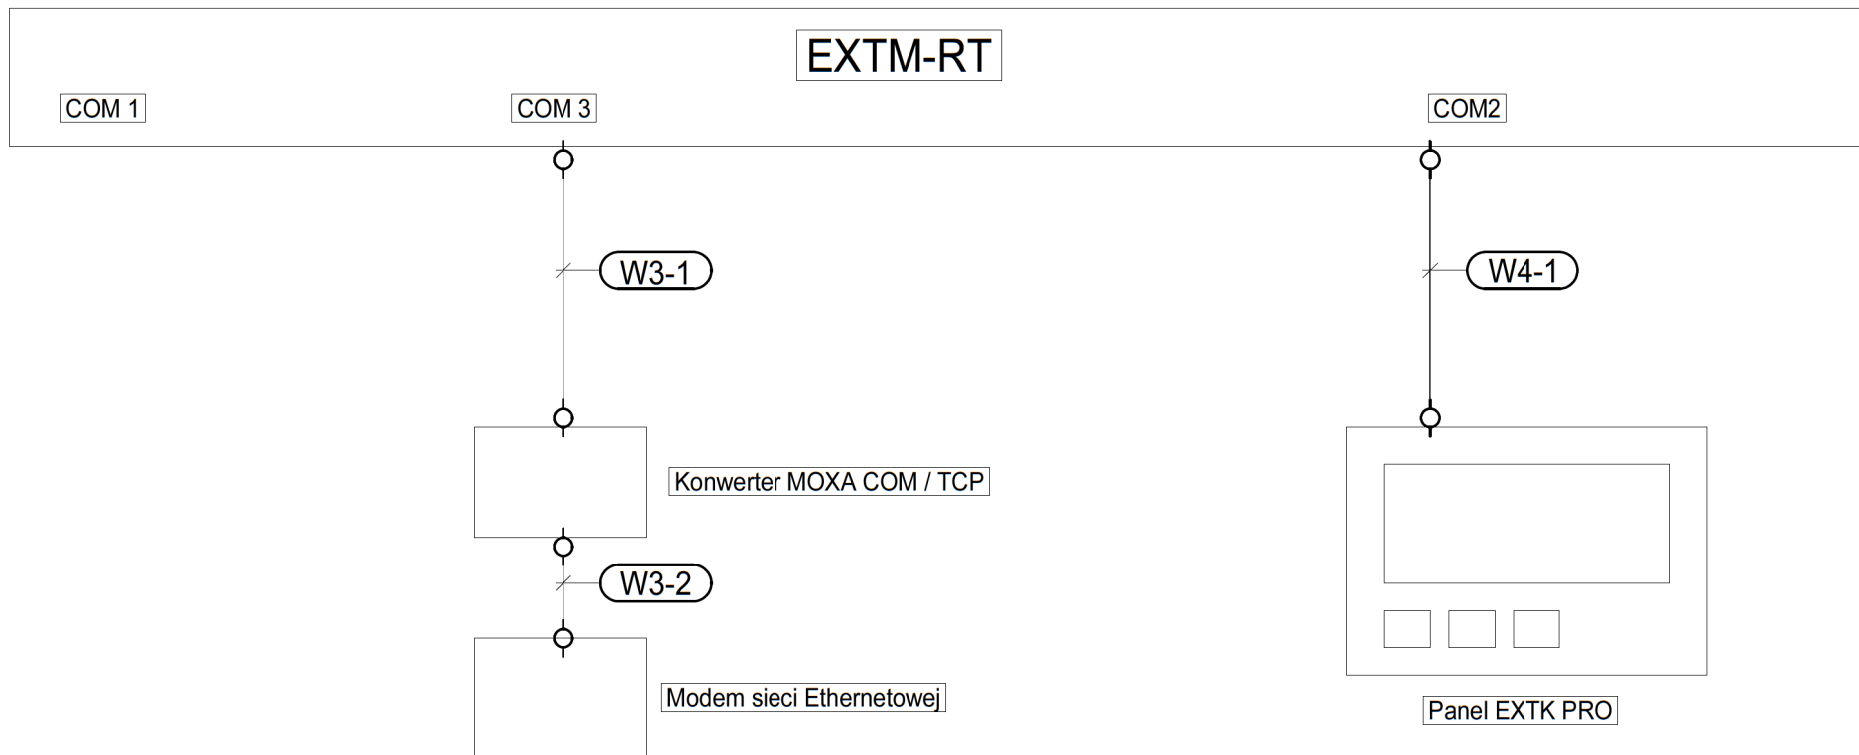 EXTM-RT
COM 1
COM 3
COM2
W3-1
W4-1
Konwerter MOXA COM / TCP
W3-2
Modem sieci Ethernetowej
Panel EXTK PRO